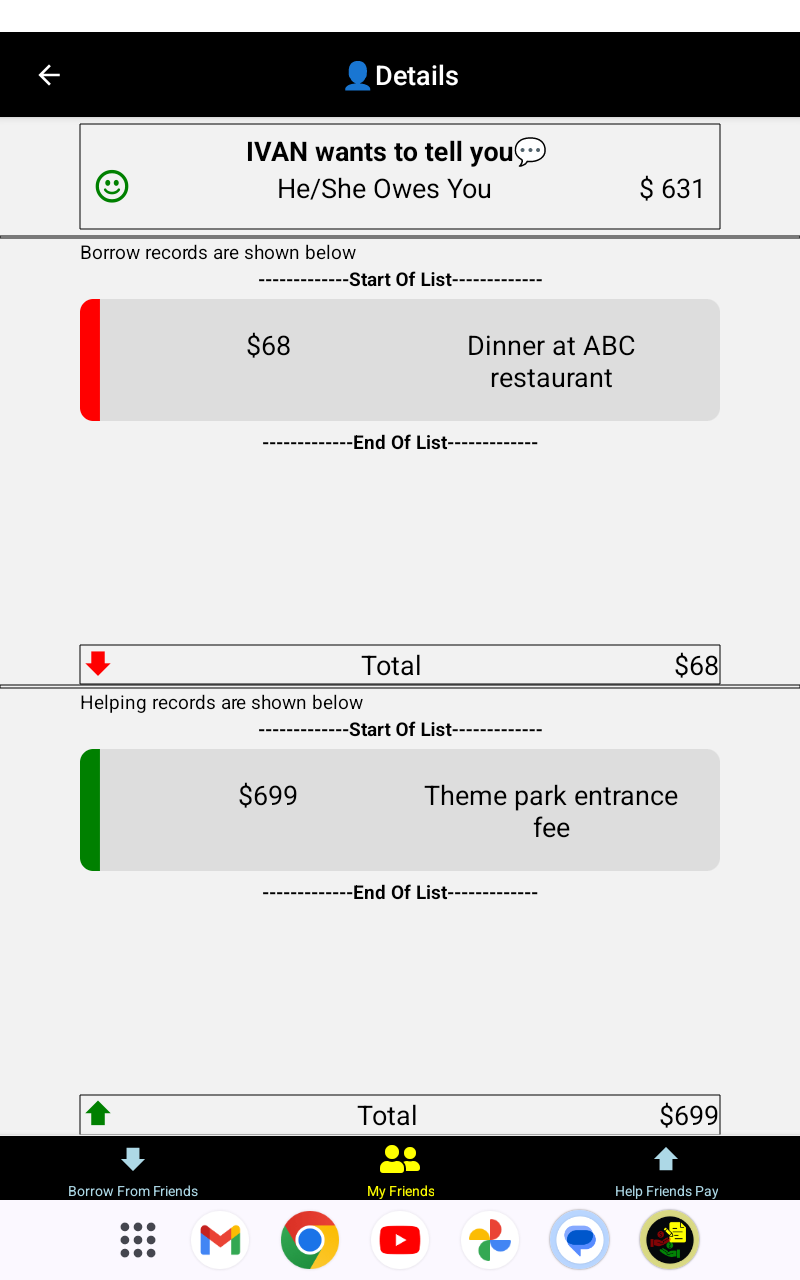 👤Details
IVAN wants to tell you💬
He/She Owes You $ 631
Borrow records are shown below
-------------Start Of List-------------
$68 Dinner at ABC
restaurant
-------------End Of List-------------
Total $68
Helping records are shown below
-------------Start Of List-------------
$699 Theme park entrance
fee
-------------End Of List-------------
Total $699
Borrow From Friends My Friends Help Friends Pay